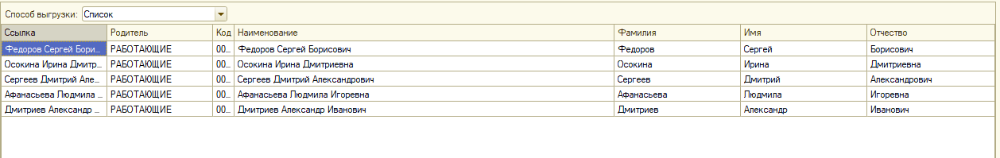 Способ выгрузки: Список
Ссылка Родитель Код Наименование Фамилия Имя Отчество
Федоров Сергей Бори... РАБОТАЮЩИЕ 00... Федоров Сергей Борисович Федоров Сергей Борисович
Осокина Ирина Дмитр... РАБОТАЮЩИЕ 00... Осокина Ирина Дмитриевна Осокина Ирина Дмитриевна
Сергеев Дмитрий Але... РАБОТАЮЩИЕ 00... Сергеев Дмитрий Александрович Сергеев Дмитрий Александрович
Афанасьева Людмила ... РАБОТАЮЩИЕ 00... Афанасьева Людмила Игоревна Афанасьева Людмила Игоревна
Дмитриев Александр ... РАБОТАЮЩИЕ 00... Дмитриев Александр Иванович Дмитриев Александр Иванович